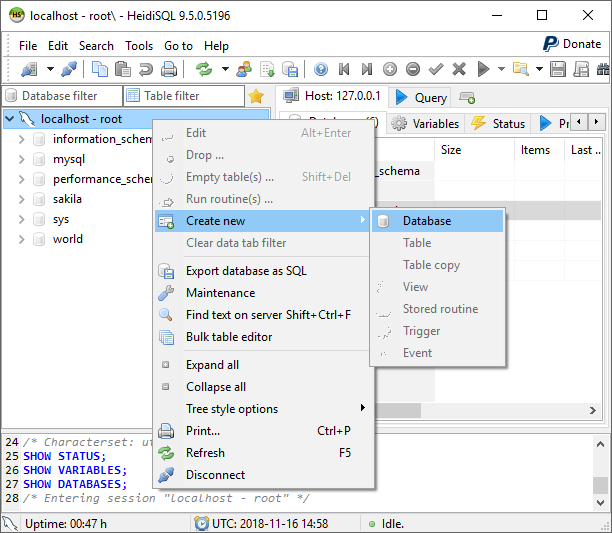 localhost - root\ - HeidiSQL 9.5.0.5196
File Edit Search Tools Go to Help
Donate
Database filter Table filter Host: 127.0.0.1 Query
localhost - root
Variables Status
information_schem
mysql
performance_schem
sakila
sys
world
Size Items Last ...
_schema
Edit Alt+Enter
Drop ...
Empty table(s) ... Shift+Del
Run routine(s) ...
Create new
Clear data tab filter
Export database as SQL
Maintenance
Find text on server Shift+Ctrl+F
Bulk table editor
Expand all
Collapse all
Tree style options
Print... Ctrl+P
Refresh F5
Disconnect
Database
Table
Table copy
View
Stored routine
Trigger
Event
24 /* Characterset: ut
25 SHOW STATUS;
26 SHOW VARIABLES;
27 SHOW DATABASES;
28 /* Entering session "localhost - root" */
Uptime: 00:47 h UTC: 2018-11-16 14:58 Idle.